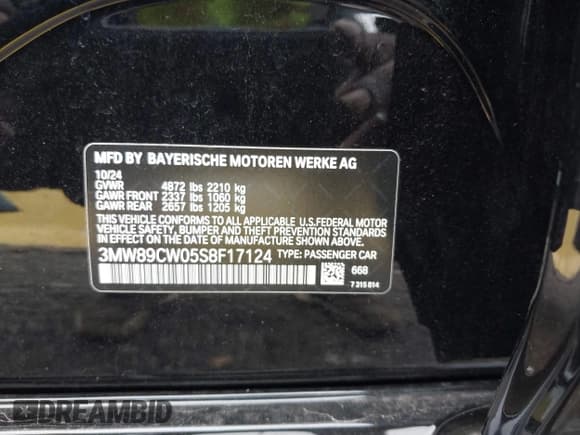 MFD BY BAYERISCHE MOTOREN WERKE AG
10/24
GVWR 4872 lbs 2210 kg
GAWR FRONT 2337 lbs 1060 kg
GAWR REAR 2657 lbs 1205 kg
THIS VEHICLE CONFORMS TO ALL APPLICABLE U.S.FEDERAL MOTOR
VEHICLE SAFETY, BUMPER AND THEFT PREVENTION STANDARDS
IN EFFECT ON THE DATE OF MANUFACTURE SHOWN ABOVE.
3MW89CW05S8F17124 TYPE: PASSENGER CAR
668
7 315 614
DREAMBID